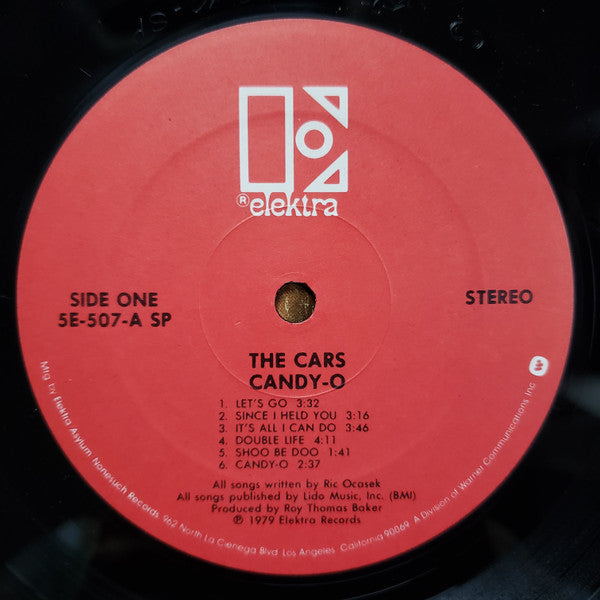 ® elektra
SIDE ONE
5E-507-A SP
STEREO
THE CARS
CANDY-O
1. LET'S GO 3:32
2. SINCE I HELD YOU 3:16
3. IT'S ALL I CAN DO 3:46
4. DOUBLE LIFE 4:11
5. SHOO BE DOO 1:41
6. CANDY-O 2:37
All songs written by Ric Ocasek
All songs published by Lido Music, Inc. (BMI)
Produced by Roy Thomas Baker
℗ 1979 Elektra Records
Mfg. by Elektra Asylum, Nonesuch Records 962 North La Cienega Blvd. Los Angeles, California 90069 A Division of Warner Communications Inc.